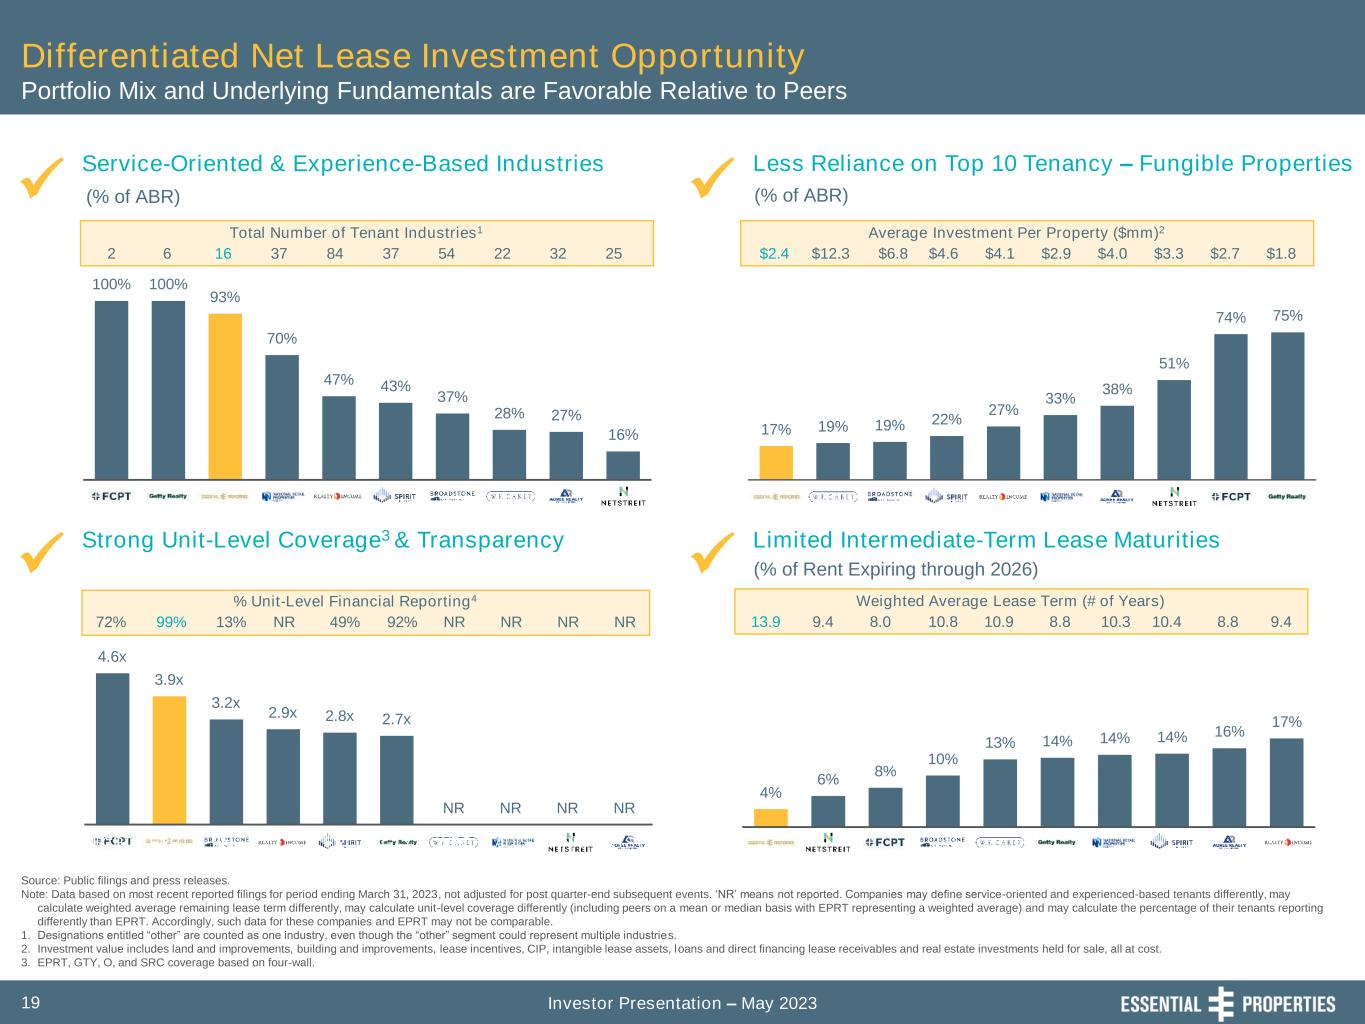 Differentiated Net Lease Investment Opportunity
Portfolio Mix and Underlying Fundamentals are Favorable Relative to Peers
Service-Oriented & Experience-Based Industries
(% of ABR)
Total Number of Tenant Industries1
2 6 16 37 84 37 54 22 32 25
100% 100% 93% 70% 47% 43% 37% 28% 27% 16%
FCPT Getty Realty ESSENTIAL PROPERTIES NATIONAL RETAIL PROPERTIES REALTY INCOME SPIRIT BROADSTONE W. P. CAREY AGREE REALTY NETSTREIT
Less Reliance on Top 10 Tenancy – Fungible Properties
(% of ABR)
Average Investment Per Property ($mm)2
$2.4 $12.3 $6.8 $4.6 $4.1 $2.9 $4.0 $3.3 $2.7 $1.8
17% 19% 19% 22% 27% 33% 38% 51% 74% 75%
ESSENTIAL PROPERTIES W. P. CAREY BROADSTONE SPIRIT REALTY INCOME NATIONAL RETAIL PROPERTIES AGREE REALTY NETSTREIT FCPT Getty Realty
Strong Unit-Level Coverage3 & Transparency
% Unit-Level Financial Reporting4
72% 99% 13% NR 49% 92% NR NR NR NR
4.6x 3.9x 3.2x 2.9x 2.8x 2.7x NR NR NR NR
FCPT BROADSTONE REALTY INCOME SPIRIT Getty Realty NETSTREIT AGREE REALTY
Limited Intermediate-Term Lease Maturities
(% of Rent Expiring through 2026)
Weighted Average Lease Term (# of Years)
13.9 9.4 8.0 10.8 10.9 8.8 10.3 10.4 8.8 9.4
4% 6% 8% 10% 13% 14% 14% 14% 16% 17%
ESSENTIAL PROPERTIES NETSTREIT FCPT BROADSTONE W. P. CAREY Getty Realty NATIONAL RETAIL PROPERTIES SPIRIT AGREE REALTY REALTY INCOME
Source: Public filings and press releases.
Note: Data based on most recent reported filings for period ending March 31, 2023, not adjusted for post quarter-end subsequent events. ‘NR’ means not reported. Companies may define service-oriented and experienced-based tenants differently, may
calculate weighted average remaining lease term differently, may calculate unit-level coverage differently (including peers on a mean or median basis with EPRT representing a weighted average) and may calculate the percentage of their tenants reporting
differently than EPRT. Accordingly, such data for these companies and EPRT may not be comparable.
1. Designations entitled “other” are counted as one industry, even though the “other” segment could represent multiple industries.
2. Investment value includes land and improvements, building and improvements, lease incentives, CIP, intangible lease assets, loans and direct financing lease receivables and real estate investments held for sale, all at cost.
3. EPRT, GTY, O, and SRC coverage based on four-wall.
19
Investor Presentation – May 2023
ESSENTIAL PROPERTIES